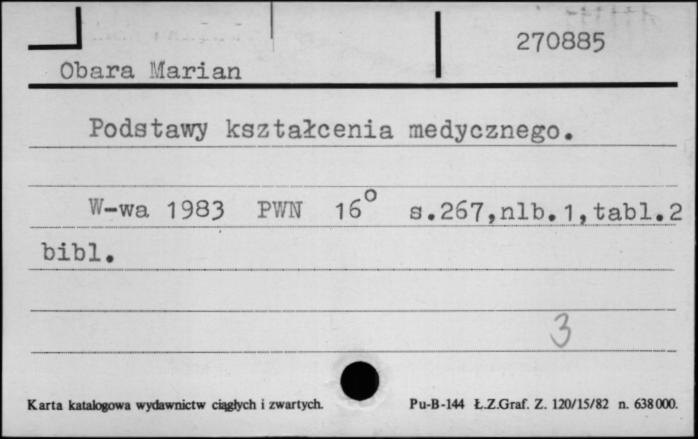 270885
Obara Marian
Podstawy kształcenia medycznego.
W-wa 1983 PWN 16° s.267,nlb.1,tabl.2
bibl.
3
Karta katalogowa wydawnictw ciągłych i zwartych. Pu-B-144 Ł.Z.Graf. Z. 120/15/82 n. 638000.